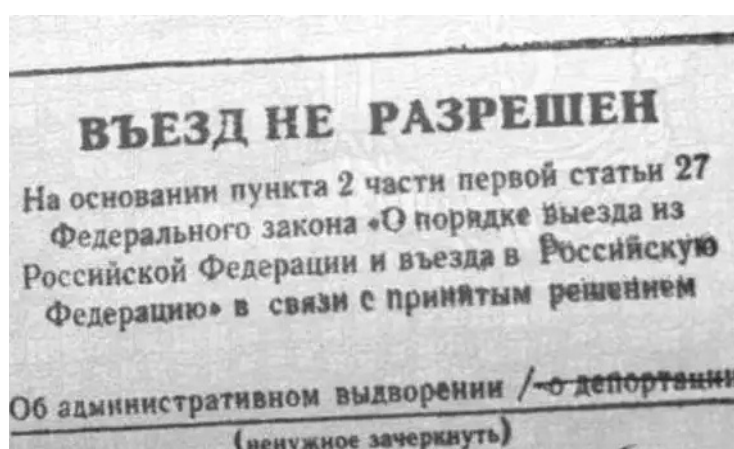 ВЪЕЗД НЕ РАЗРЕШЕН
На основании пункта 2 части первой статьи 27
Федерального закона «О порядке выезда из
Российской Федерации и въезда в Российскую
Федерацию» в связи с принятым решением
Об административном выдворении /-о депортации
(ненужное зачеркнуть)